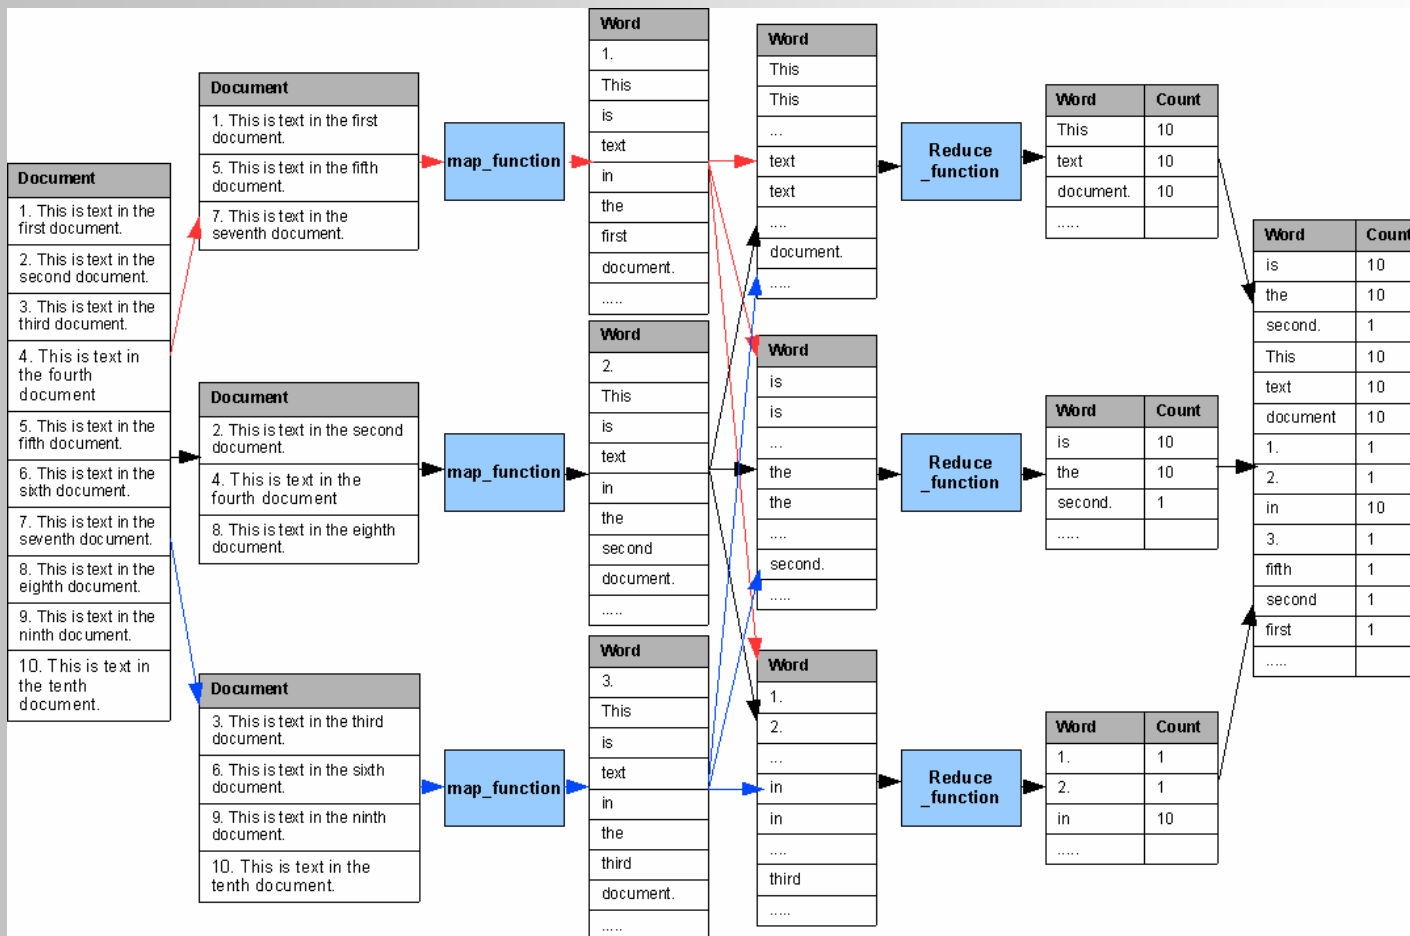 Document
1. This is text in the
first document.
2. This is text in the
second document.
3. This is text in the
third document.
4. This is text in
the fourth
document
5. This is text in the
fifth document.
6. This is text in the
sixth document.
7. This is text in the
seventh document.
8. This is text in the
eighth document.
9. This is text in the
ninth document.
10. This is text in
the tenth
document.
Document
1. This is text in the first
document.
5. This is text in the fifth
document.
7. This is text in the
seventh document.
Document
2. This is text in the second
document.
4. This is text in the
fourth document
8. This is text in the eighth
document.
Document
3. This is text in the third
document.
6. This is text in the sixth
document.
9. This is text in the ninth
document.
10. This is text in the
tenth document.
map_function
map_function
map_function
Word
1.
This
is
text
in
the
first
document.
.....
Word
2.
This
is
text
in
the
second
document.
.....
Word
3.
This
is
text
in
the
third
document.
.....
Word
This
This
...
text
text
....
document.
.....
Word
is
is
...
the
the
....
second.
.....
Word
1.
2.
...
in
in
....
third
.....
Reduce
_function
Reduce
_function
Reduce
_function
Word Count
This 10
text 10
document. 10
.....
Word Count
is 10
the 10
second. 1
.....
Word Count
1. 1
2. 1
in 10
.....
Word Count
is 10
the 10
second. 1
This 10
text 10
document 10
1. 1
2. 1
in 10
3. 1
fifth 1
second 1
first 1
.....